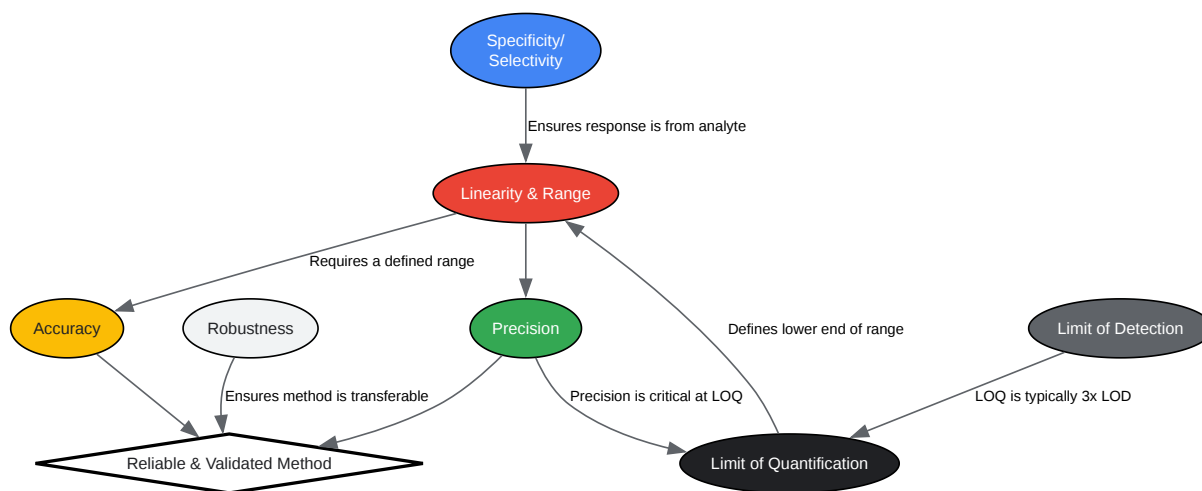 Specificity/
Selectivity
Ensures response is from analyte
Linearity & Range
Requires a defined range
Accuracy
Robustness
Precision
Defines lower end of range
Limit of Detection
Ensures method is transferable
Precision is critical at LOQ
LOQ is typically 3x LOD
Reliable & Validated Method
Limit of Quantification